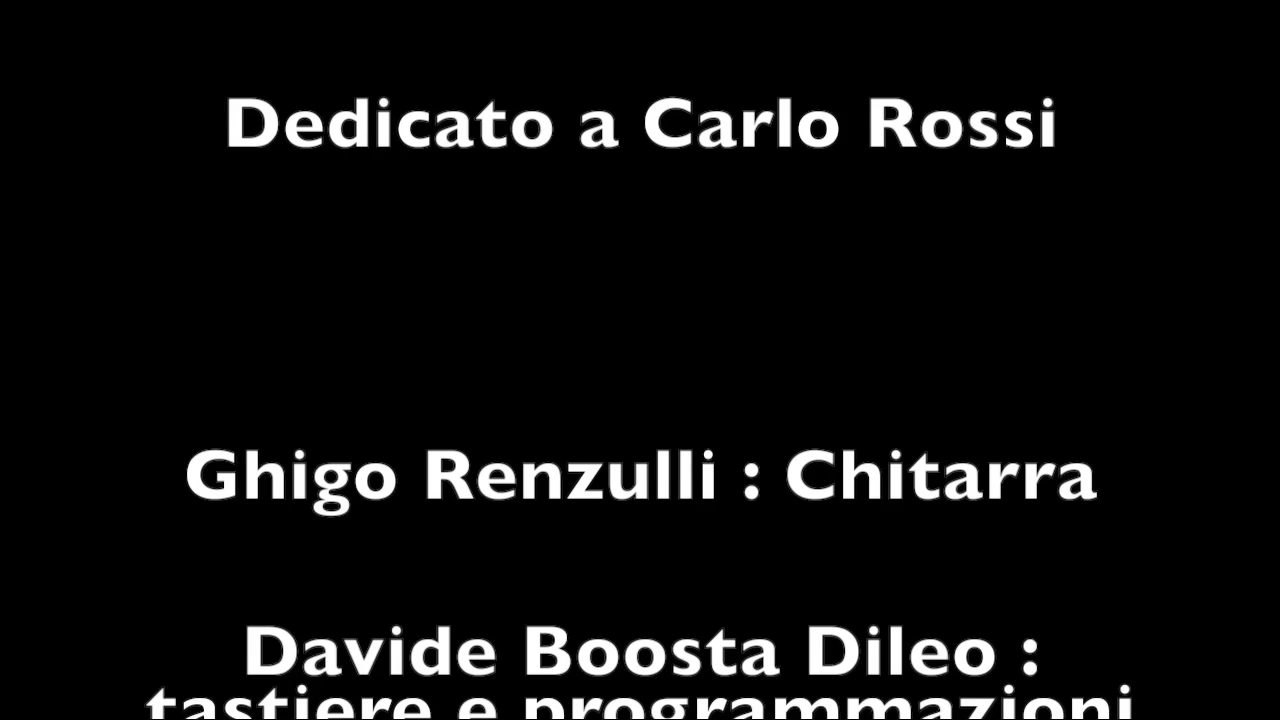 Dedicato a Carlo Rossi
Ghigo Renzulli : Chitarra
Davide Boosta Dileo :
tastiere e programmazioni